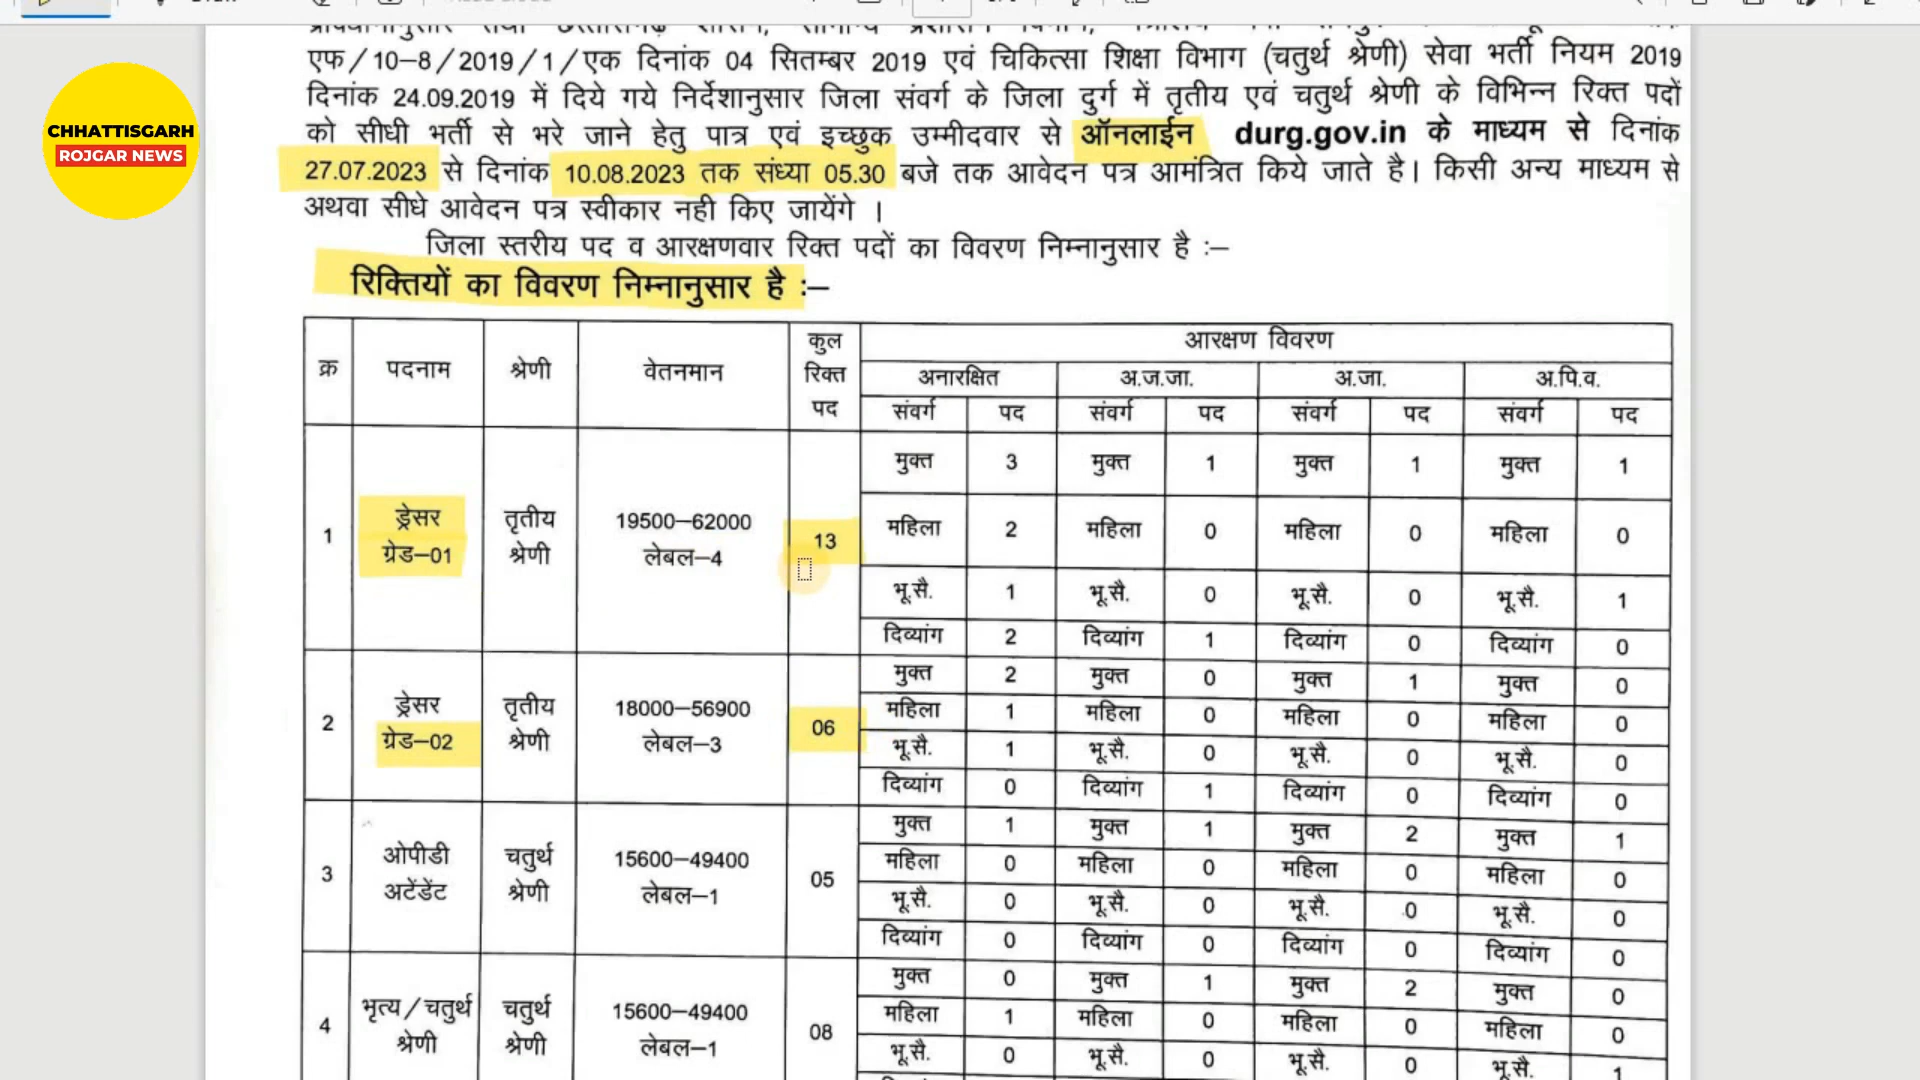 CHHATTISGARH
ROJGAR NEWS
एफ/10–8/2019/1/एक दिनांक 04 सितम्बर 2019 एवं चिकित्सा शिक्षा विभाग (चतुर्थ श्रेणी) सेवा भर्ती नियम 2019
दिनांक 24.09.2019 में दिये गये निर्देशानुसार जिला संवर्ग के जिला दुर्ग में तृतीय एवं चतुर्थ श्रेणी के विभिन्न रिक्त पदों
को सीधी भर्ती से भरे जाने हेतु पात्र एवं इच्छुक उम्मीदवार से ऑनलाईन durg.gov.in के माध्यम से दिनांक
27.07.2023 से दिनांक 10.08.2023 तक संध्या 05.30 बजे तक आवेदन पत्र आमंत्रित किये जाते है। किसी अन्य माध्यम से
अथवा सीधे आवेदन पत्र स्वीकार नही किए जायेंगे ।
जिला स्तरीय पद व आरक्षणवार रिक्त पदों का विवरण निम्नानुसार है :–
रिक्तियों का विवरण निम्नानुसार है :–
क्र पदनाम श्रेणी वेतनमान कुल रिक्त पद आरक्षण विवरण
अनारक्षित अ.ज.जा. अ.जा. अ.पि.व.
संवर्ग पद संवर्ग पद संवर्ग पद संवर्ग पद
1 ड्रेसर ग्रेड–01 तृतीय श्रेणी 19500–62000 लेबल–4 13
मुक्त 3 मुक्त 1 मुक्त 1 मुक्त 1
महिला 2 महिला 0 महिला 0 महिला 0
भू.सै. 1 भू.सै. 0 भू.सै. 0 भू.सै. 1
दिव्यांग 2 दिव्यांग 1 दिव्यांग 0 दिव्यांग 0
2 ड्रेसर ग्रेड–02 तृतीय श्रेणी 18000–56900 लेबल–3 06
मुक्त 2 मुक्त 0 मुक्त 1 मुक्त 0
महिला 1 महिला 0 महिला 0 महिला 0
भू.सै. 1 भू.सै. 0 भू.सै. 0 भू.सै. 0
दिव्यांग 0 दिव्यांग 1 दिव्यांग 0 दिव्यांग 0
3 ओपीडी अटेंडेंट चतुर्थ श्रेणी 15600–49400 लेबल–1 05
मुक्त 1 मुक्त 1 मुक्त 2 मुक्त 1
महिला 0 महिला 0 महिला 0 महिला 0
भू.सै. 0 भू.सै. 0 भू.सै. 0 भू.सै. 0
दिव्यांग 0 दिव्यांग 0 दिव्यांग 0 दिव्यांग 0
4 भृत्य/चतुर्थ श्रेणी चतुर्थ श्रेणी 15600–49400 लेबल–1 08
मुक्त 0 मुक्त 1 मुक्त 2 मुक्त 0
महिला 1 महिला 0 महिला 0 महिला 0
भू.सै. 0 भू.सै. 0 भू.सै. 0 भू.सै. 1